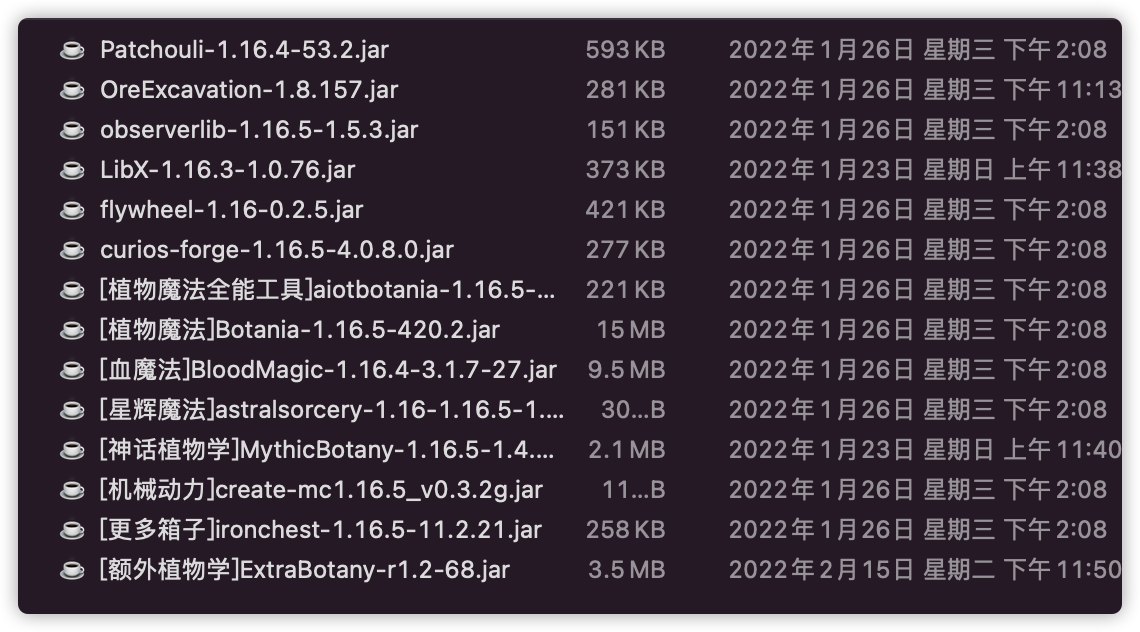 Patchouli-1.16.4-53.2.jar 593 KB 2022年1月26日 星期三 下午2:08
OreExcavation-1.8.157.jar 281 KB 2022年1月26日 星期三 下午11:13
observerlib-1.16.5-1.5.3.jar 151 KB 2022年1月26日 星期三 下午2:08
LibX-1.16.3-1.0.76.jar 373 KB 2022年1月23日 星期日 上午11:38
flywheel-1.16-0.2.5.jar 421 KB 2022年1月26日 星期三 下午2:08
curios-forge-1.16.5-4.0.8.0.jar 277 KB 2022年1月26日 星期三 下午2:08
[植物魔法全能工具]aiotbotania-1.16.5-... 221 KB 2022年1月26日 星期三 下午2:08
[植物魔法]Botania-1.16.5-420.2.jar 15 MB 2022年1月26日 星期三 下午2:08
[血魔法]BloodMagic-1.16.4-3.1.7-27.jar 9.5 MB 2022年1月26日 星期三 下午2:08
[星辉魔法]astralsorcery-1.16-1.16.5-1.... 30...B 2022年1月26日 星期三 下午2:08
[神话植物学]MythicBotany-1.16.5-1.4.... 2.1 MB 2022年1月23日 星期日 上午11:40
[机械动力]create-mc1.16.5_v0.3.2g.jar 11...B 2022年1月26日 星期三 下午2:08
[更多箱子]ironchest-1.16.5-11.2.21.jar 258 KB 2022年1月26日 星期三 下午2:08
[额外植物学]ExtraBotany-r1.2-68.jar 3.5 MB 2022年2月15日 星期二 下午11:50